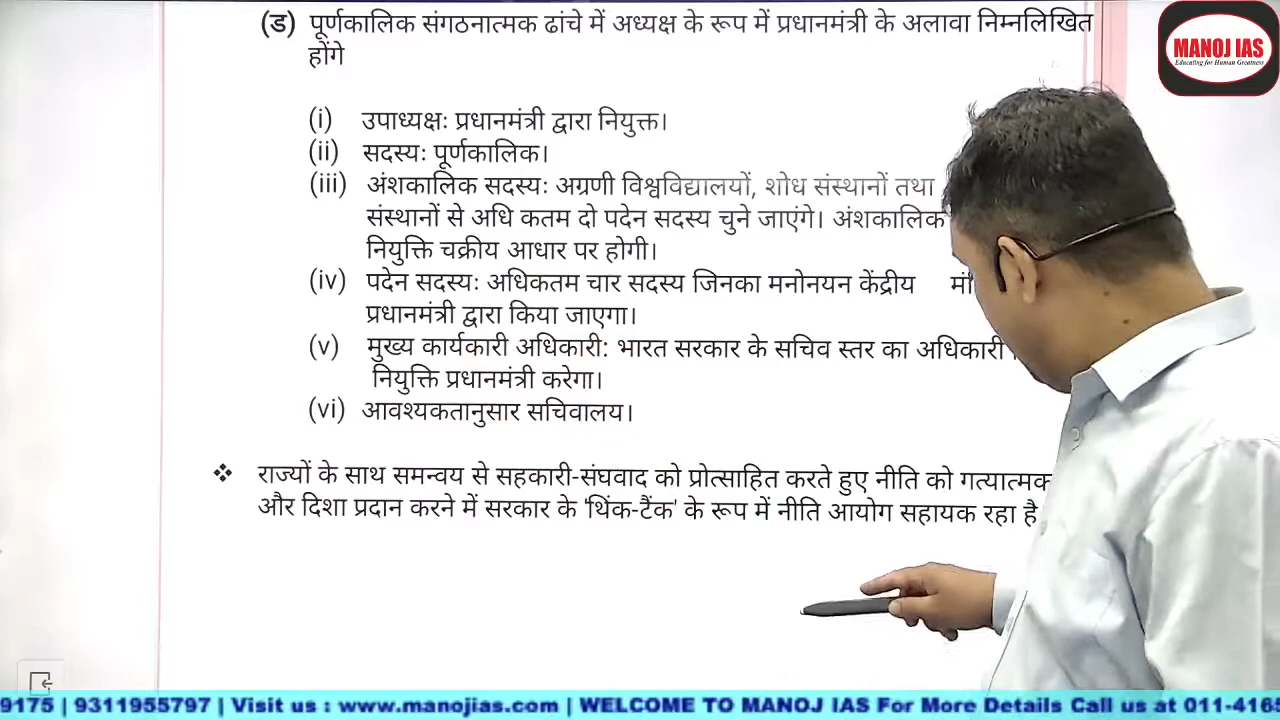 (ड) पूर्णकालिक संगठनात्मक ढांचे में अध्यक्ष के रूप में प्रधानमंत्री के अलावा निम्नलिखित
होंगे
(i) उपाध्यक्षः प्रधानमंत्री द्वारा नियुक्त।
(ii) सदस्यः पूर्णकालिक।
(iii) अंशकालिक सदस्यः अग्रणी विश्वविद्यालयों, शोध संस्थानों तथा
संस्थानों से अधि कतम दो पदेन सदस्य चुने जाएंगे। अंशकालिक
नियुक्ति चक्रीय आधार पर होगी।
(iv) पदेन सदस्यः अधिकतम चार सदस्य जिनका मनोनयन केंद्रीय
प्रधानमंत्री द्वारा किया जाएगा।
(v) मुख्य कार्यकारी अधिकारी: भारत सरकार के सचिव स्तर का अधिकारी
नियुक्ति प्रधानमंत्री करेगा।
(vi) आवश्यकतानुसार सचिवालय।
❖ राज्यों के साथ समन्वय से सहकारी-संघवाद को प्रोत्साहित करते हुए नीति को
और दिशा प्रदान करने में सरकार के 'थिंक-टैंक' के रूप में नीति आयोग सहायक रहा है
MANOJ IAS
Educating for Human Greatness
9175 | 9311955797 | Visit us : www.manojias.com | WELCOME TO MANOJ IAS For More Details Call us at 011-416